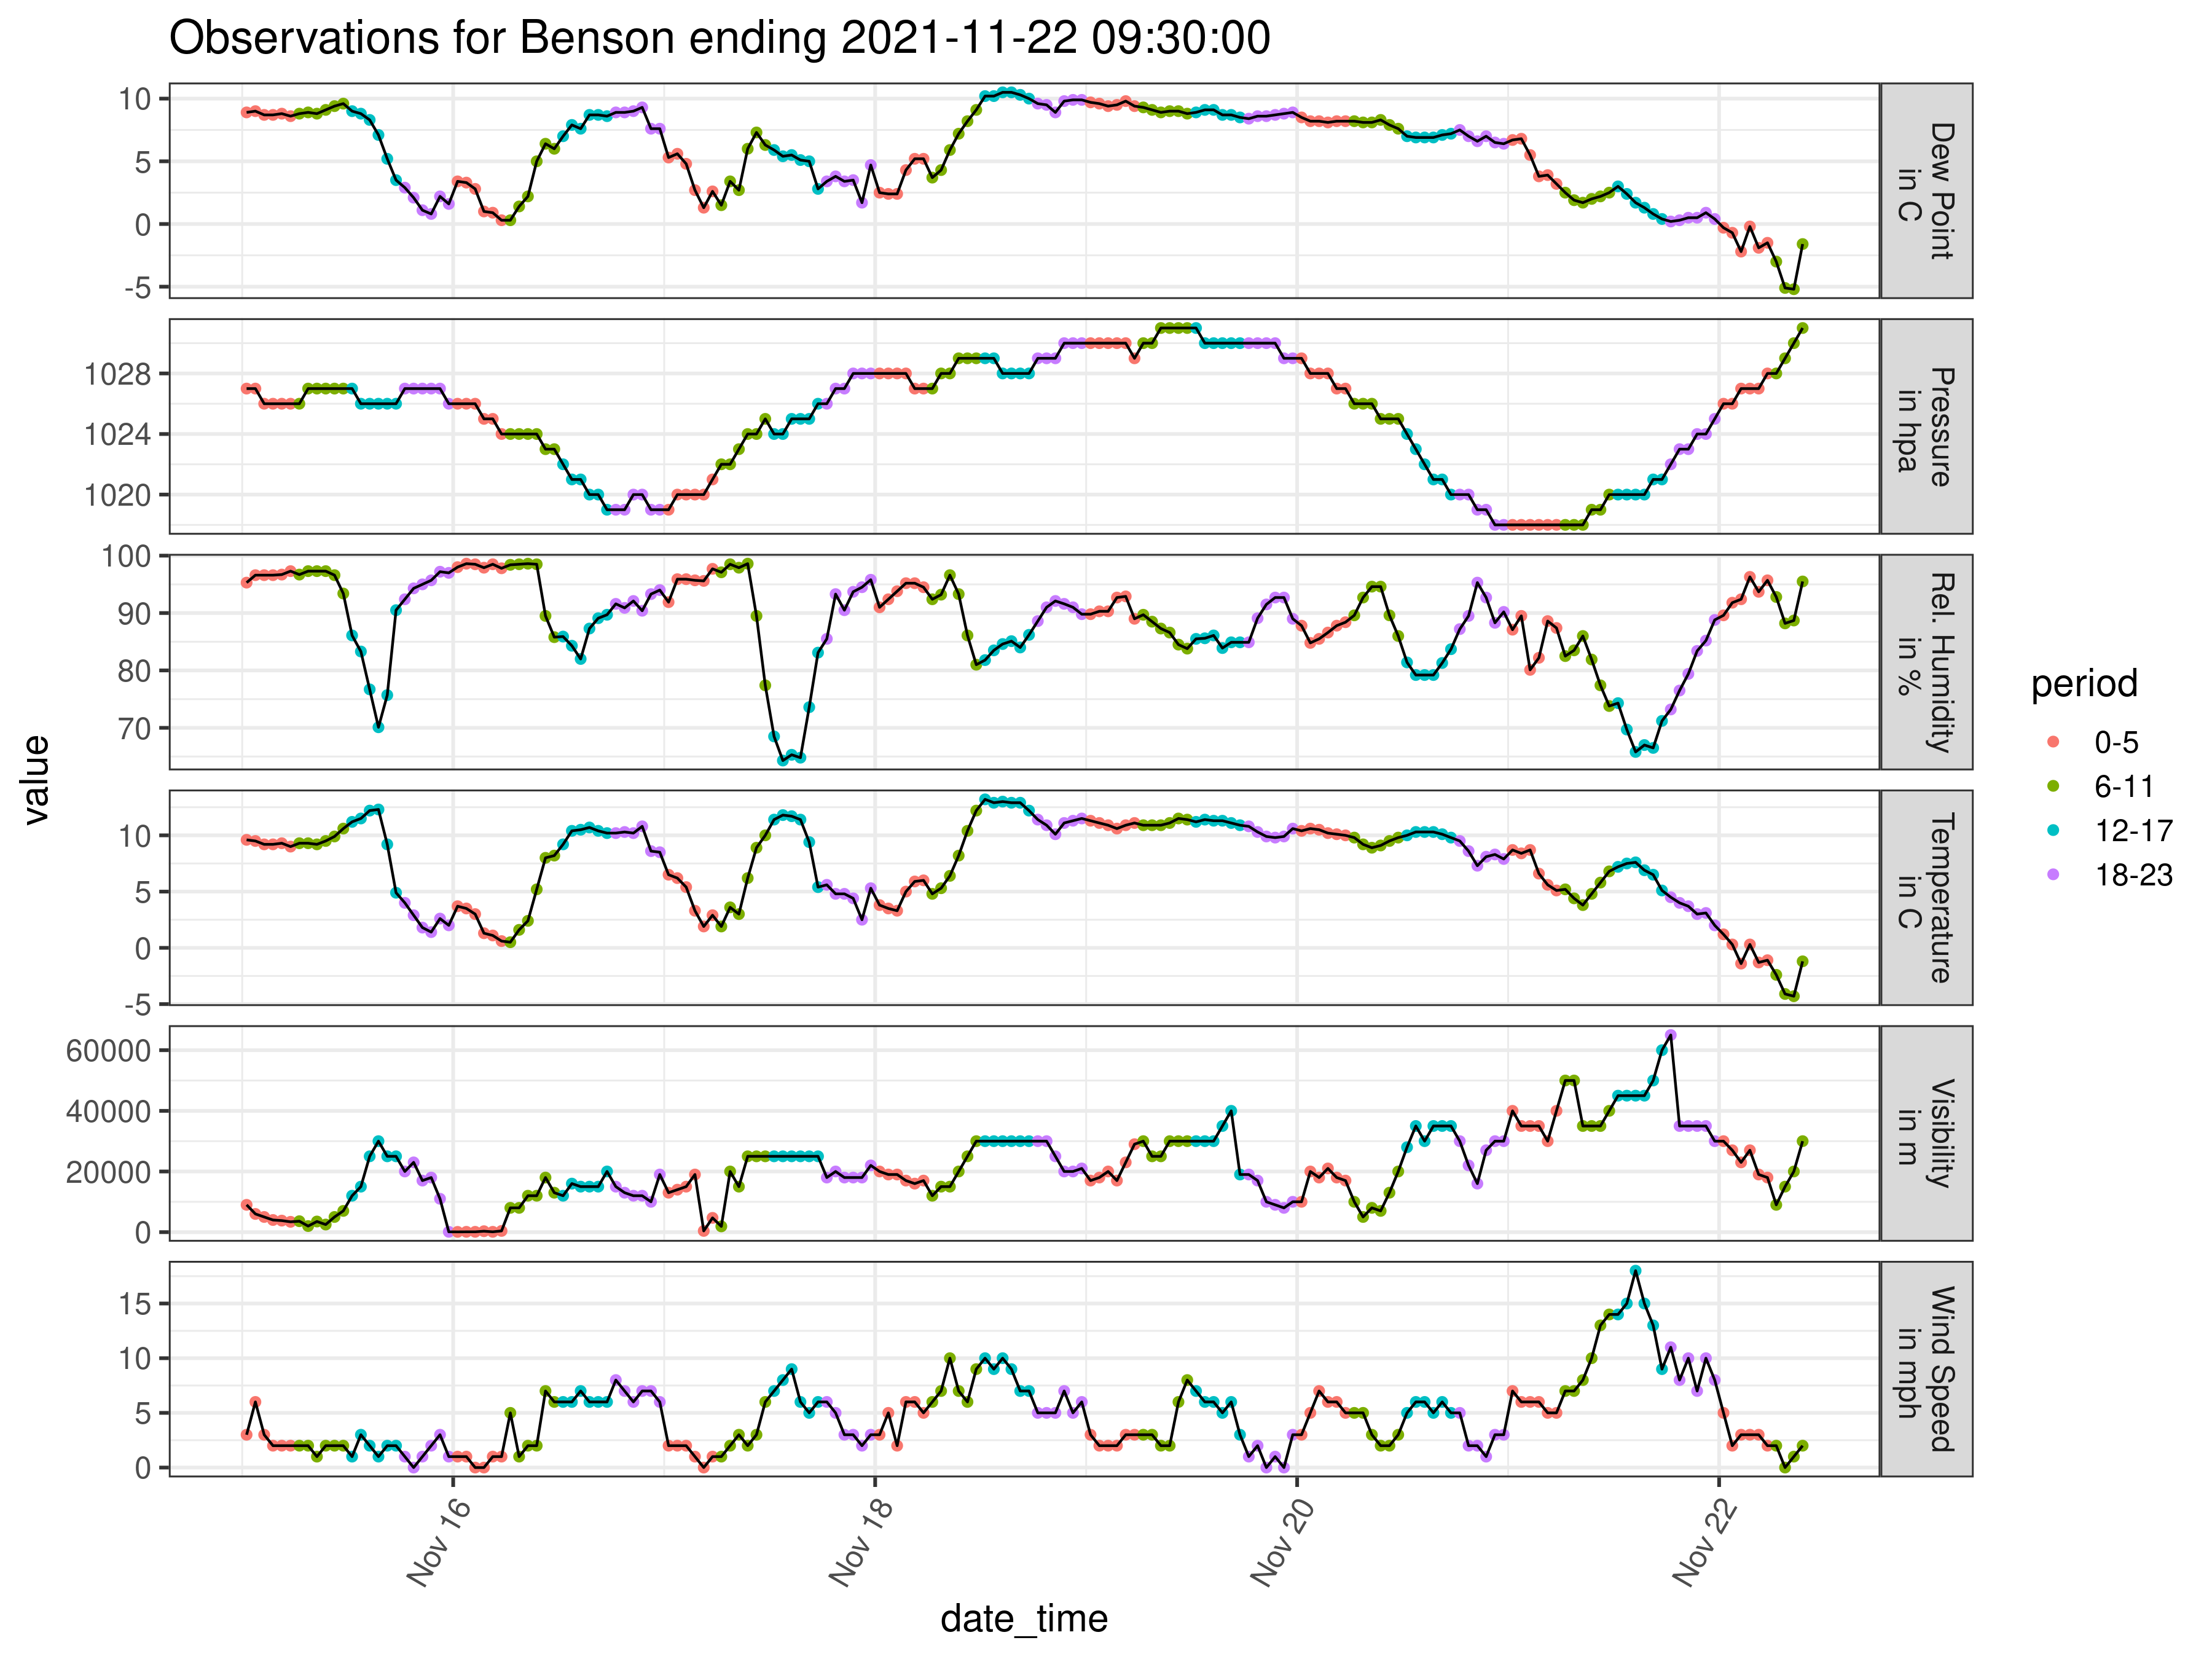 Observations for Benson ending 2021-11-22 09:30:00
10
5
0
-5
Dew Point
in C
1028
1024
1020
Pressure
in hpa
100
90
80
70
Rel. Humidity
in %
10
5
0
-5
Temperature
in C
60000
40000
20000
0
Visibility
in m
15
10
5
0
Wind Speed
in mph
value
Nov 16
Nov 18
Nov 20
Nov 22
date_time
period
0-5
6-11
12-17
18-23